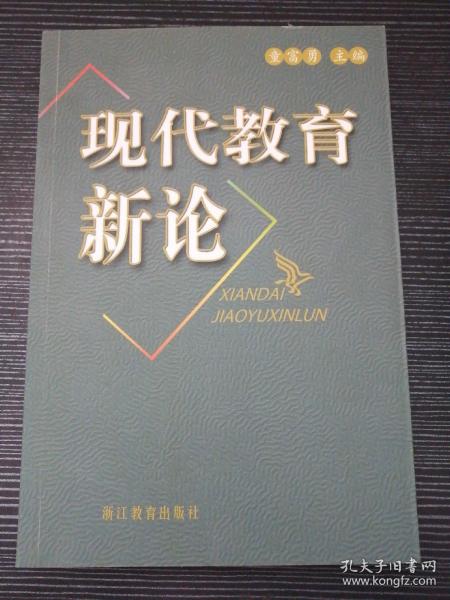 童富勇 主编
现代教育
新论
XIANDAI
JIAOYUXINLUN
浙江教育出版社
孔夫子旧书网
www.kongfz.com